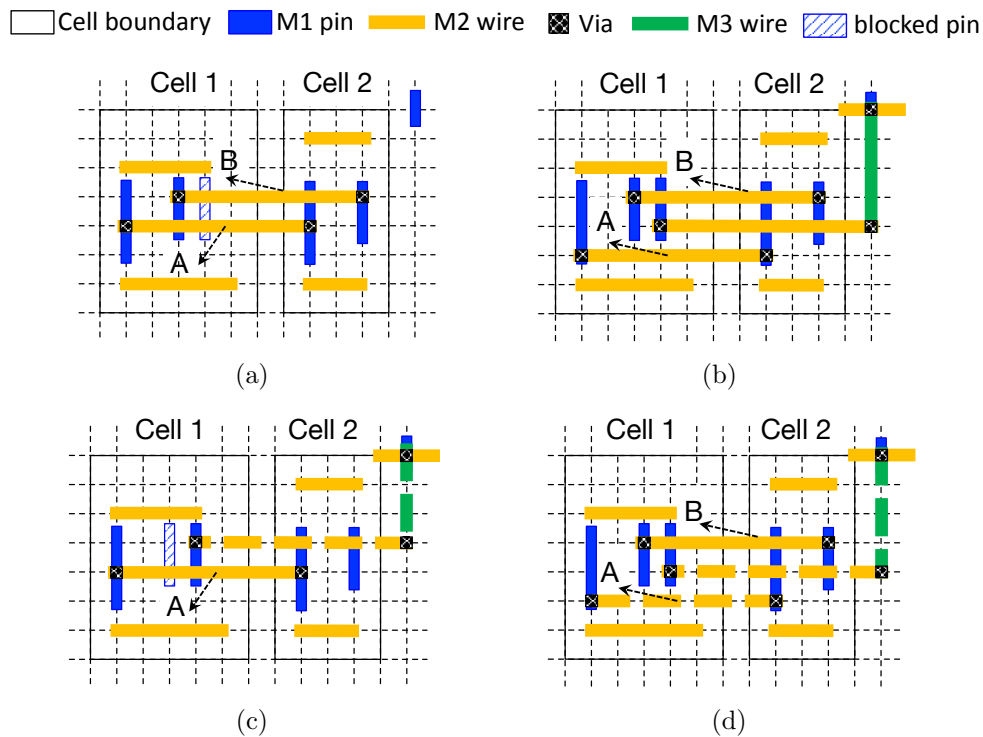 Cell boundary M1 pin M2 wire Via M3 wire blocked pin
Cell 1 Cell 2
B
A
(a)
Cell 1 Cell 2
B
A
(b)
Cell 1 Cell 2
A
(c)
Cell 1 Cell 2
B
A
(d)